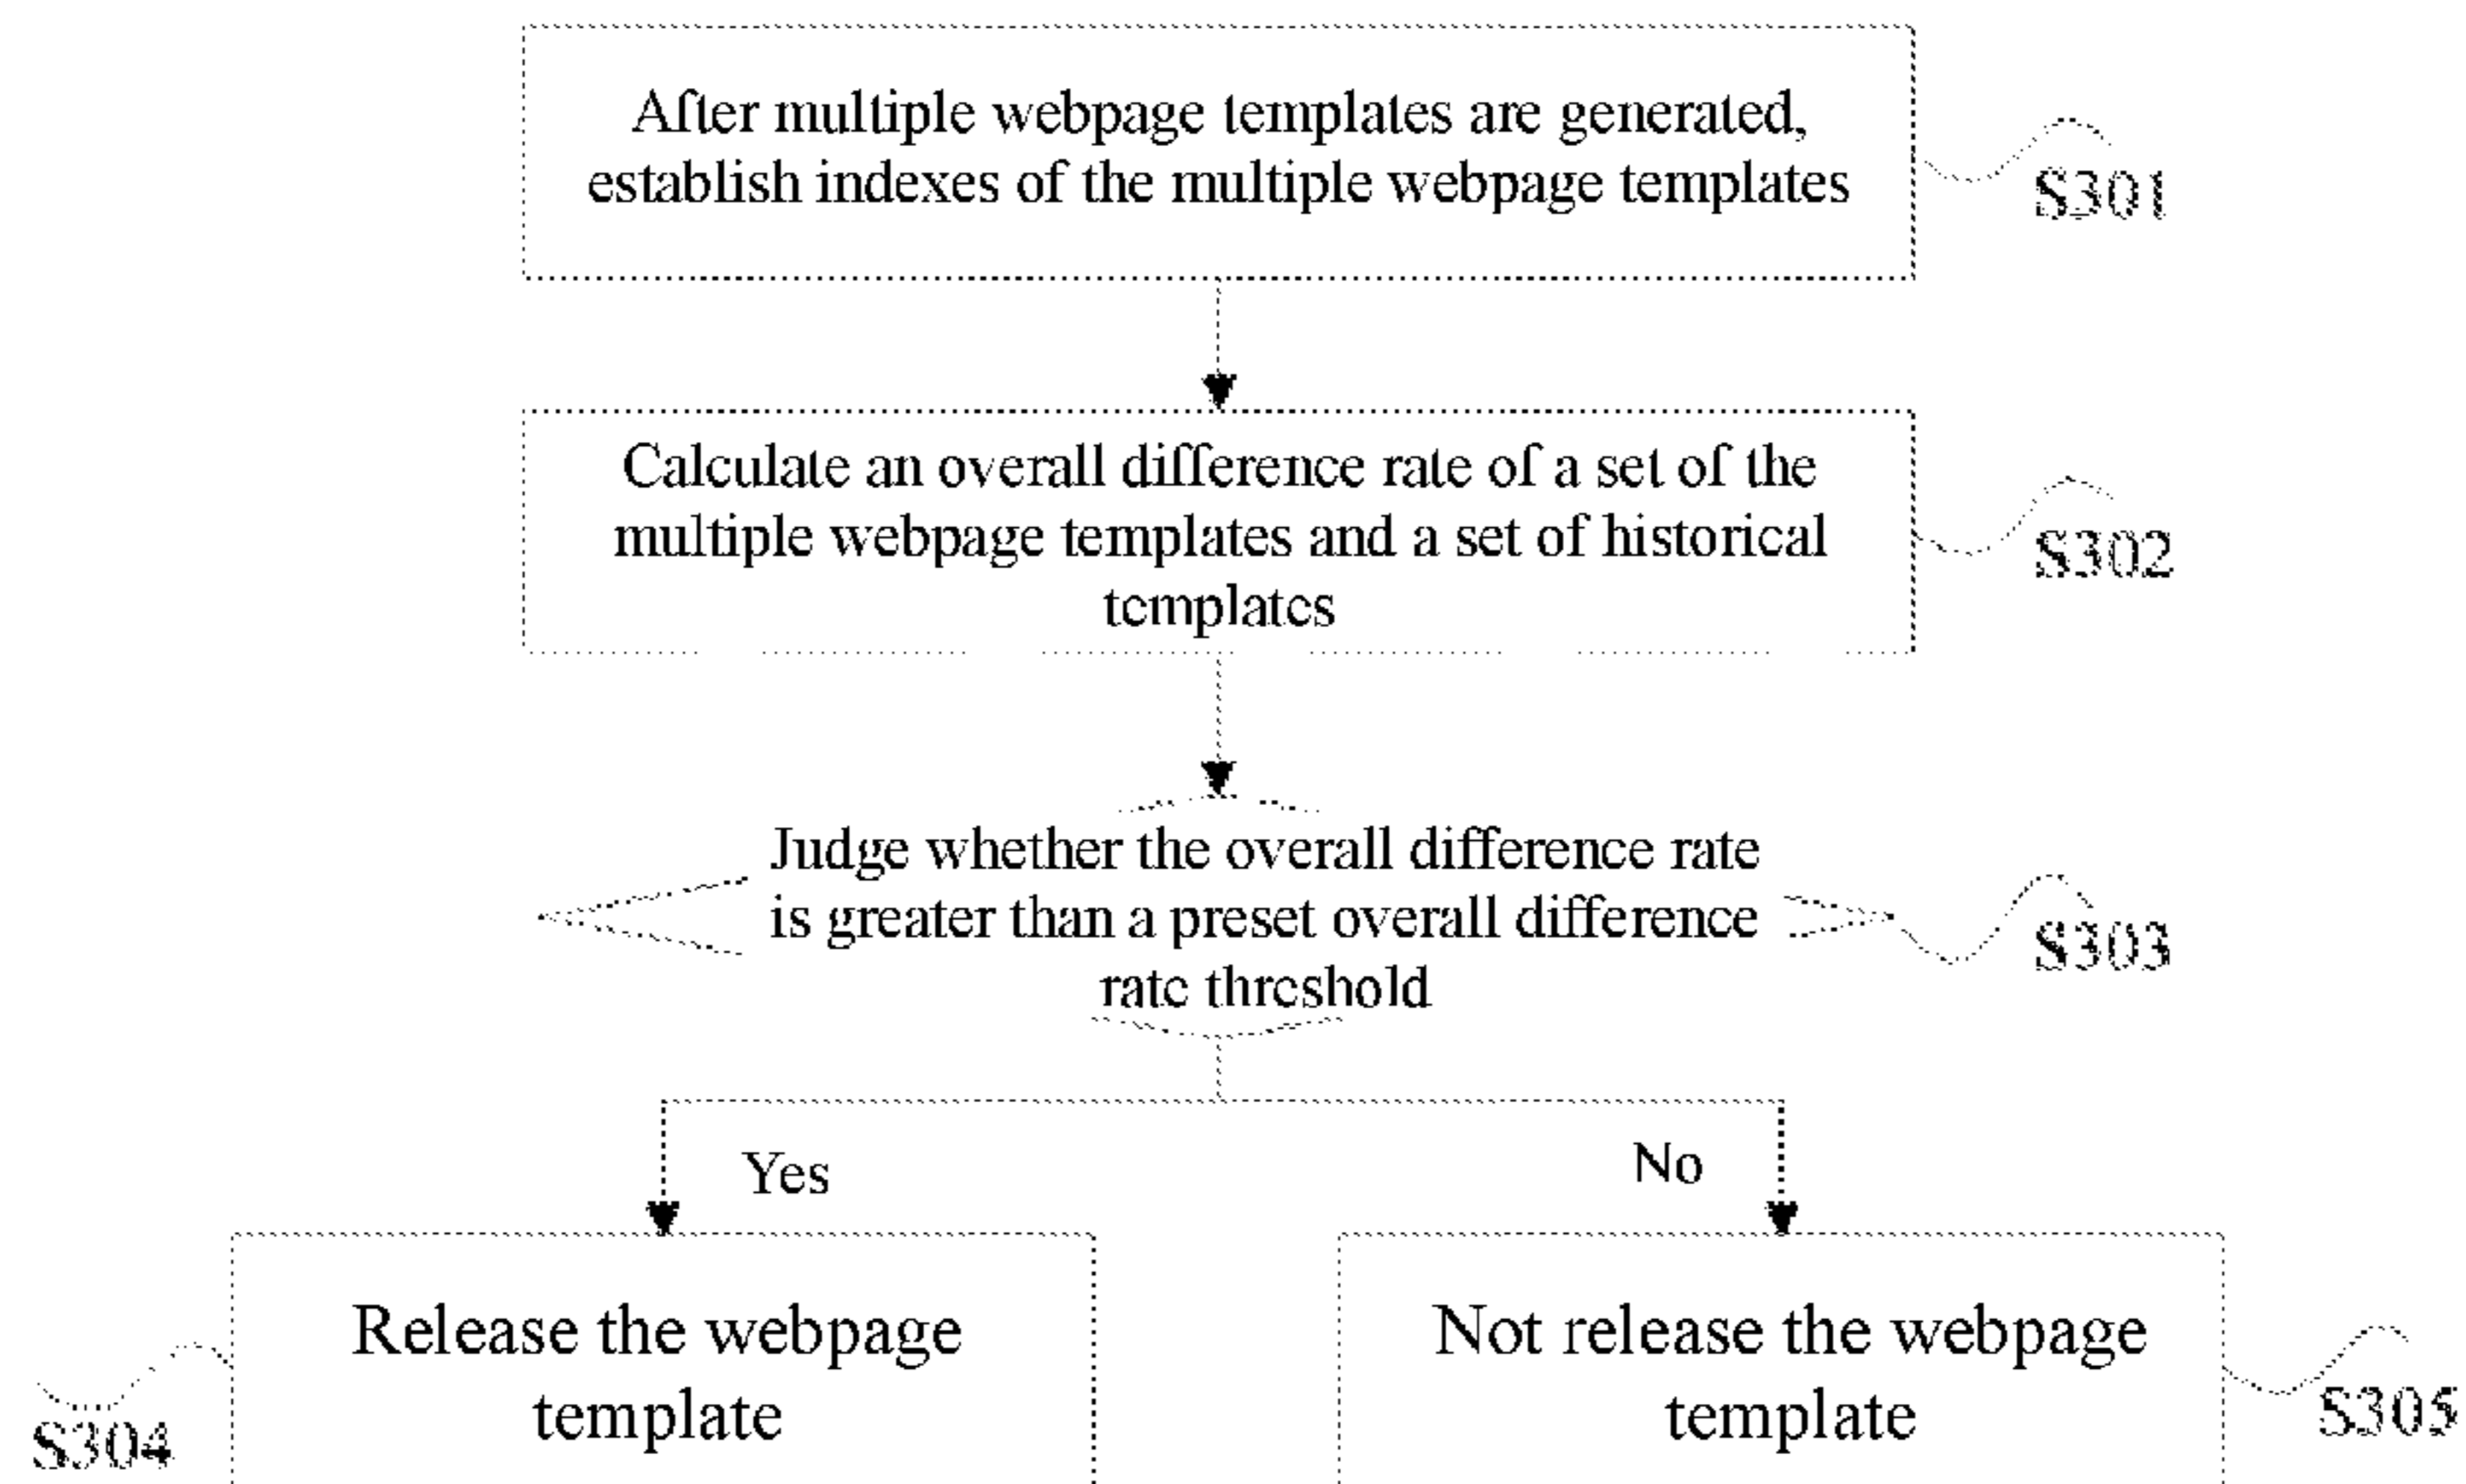 After multiple webpage templates are generated,
establish indexes of the multiple webpage templates
S301
Calculate an overall difference rate of a set of the
multiple webpage templates and a set of historical
templates
S302
Judge whether the overall difference rate
is greater than a preset overall difference
rate threshold
S303
Yes
No
Release the webpage
template
S304
Not release the webpage
template
S305